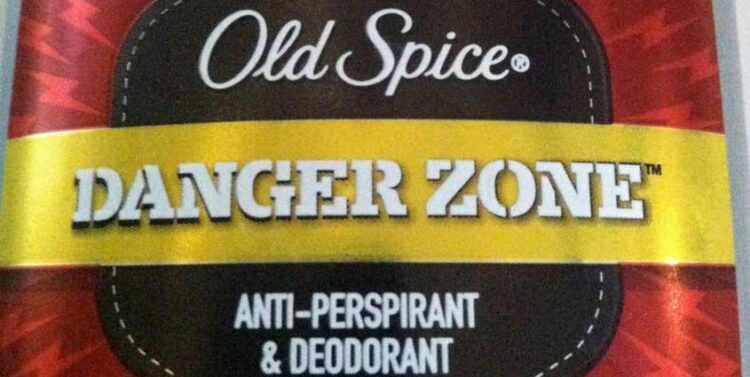 Old Spice®
DANGER ZONE™
ANTI-PERSPIRANT
& DEODORANT